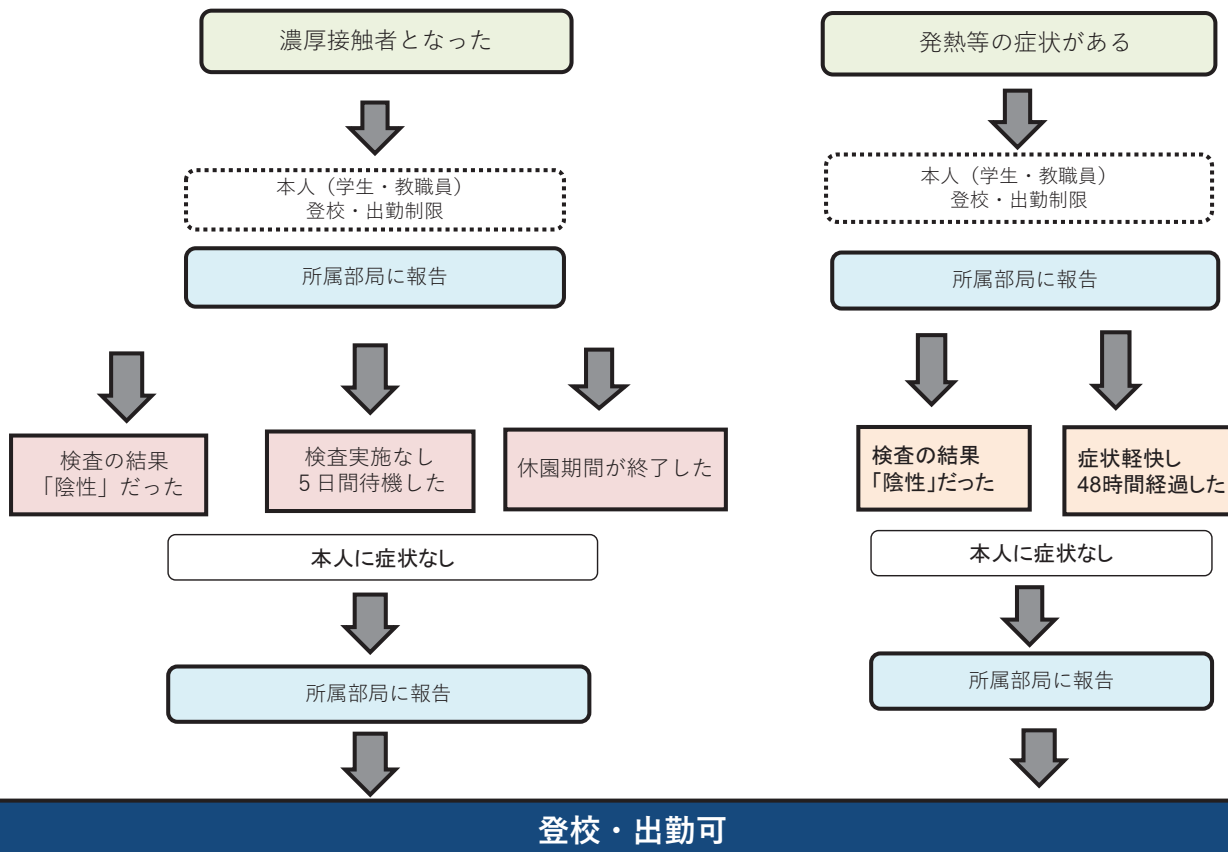 濃厚接触者となった
本人（学生・教職員）
登校・出勤制限
所属部局に報告
検査の結果
「陰性」だった
検査実施なし
5日間待機した
休園期間が終了した
本人に症状なし
所属部局に報告
発熱等の症状がある
本人（学生・教職員）
登校・出勤制限
所属部局に報告
検査の結果
「陰性」だった
症状軽快し
48時間経過した
本人に症状なし
所属部局に報告
登校・出勤可